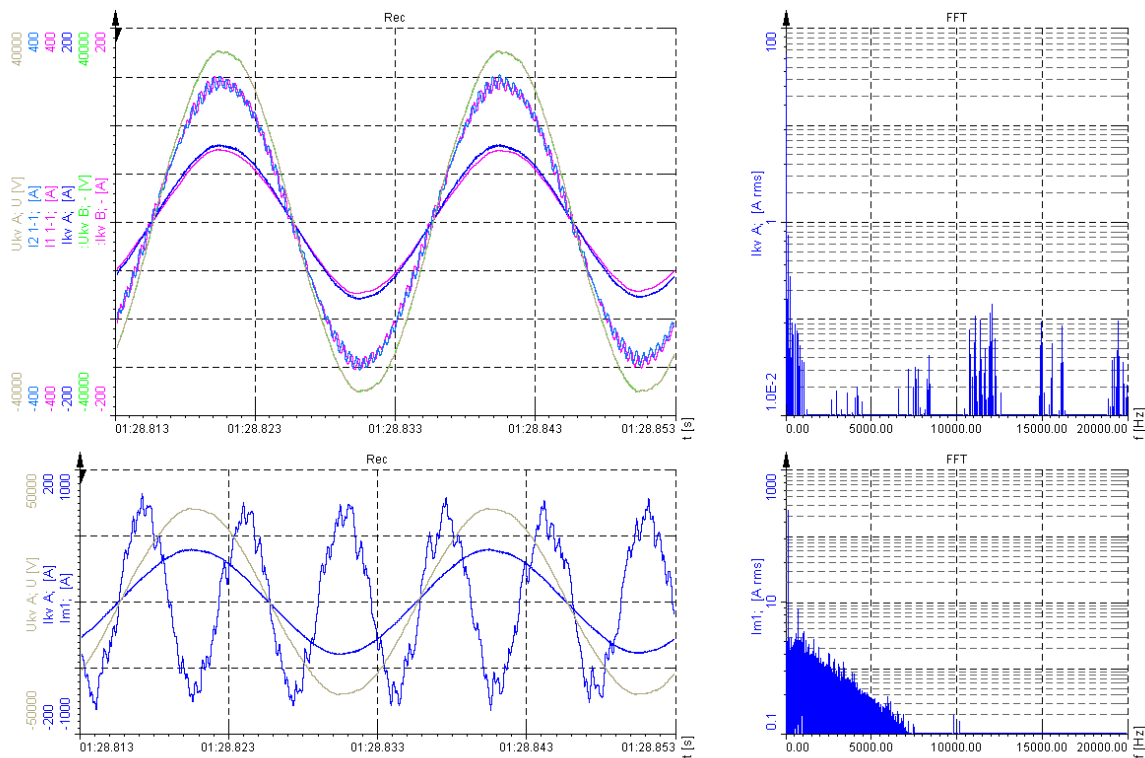 Rec
40000
400
400
200
40000
200
Ukv A; U [V]
I2 1-1; [A]
I1 1-1; [A]
Ikv A; [A]
Ukv B; - [V]
:Ikv B; - [A]
-40000
-400
-400
-200
-40000
-200
01:28.813
01:28.823
01:28.833
01:28.843
01:28.853
t [s]
FFT
100
1
1.0E-2
Ikv A; [A rms]
0.00
5000.00
10000.00
15000.00
20000.00
f [Hz]
Rec
50000
200
1000
Ukv A; U [V]
Ikv A; [A]
Im1; [A]
-50000
-200
-1000
01:28.813
01:28.823
01:28.833
01:28.843
01:28.853
t [s]
FFT
1000
10
0.1
Im1; [A rms]
0.00
5000.00
10000.00
15000.00
20000.00
f [Hz]